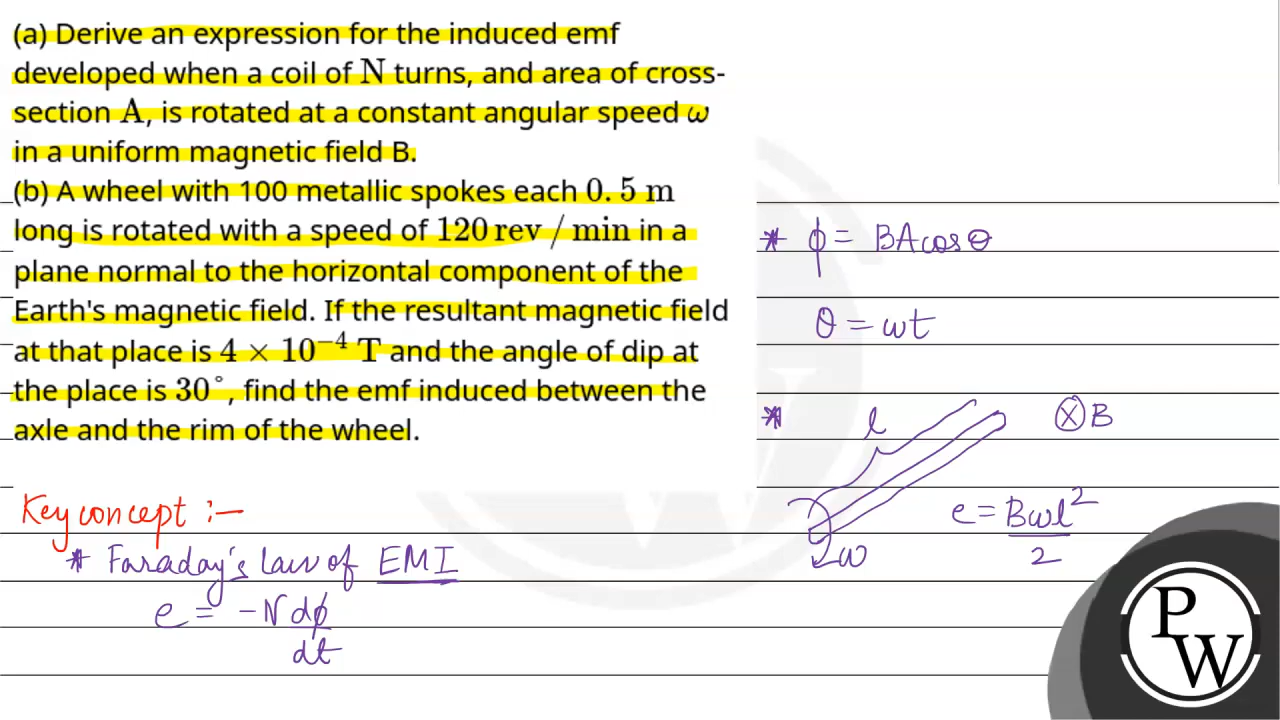 (a) Derive an expression for the induced emf
developed when a coil of N turns, and area of cross-
section A, is rotated at a constant angular speed ω
in a uniform magnetic field B.
(b) A wheel with 100 metallic spokes each 0.5 m
long is rotated with a speed of 120 rev / min in a
plane normal to the horizontal component of the
Earth's magnetic field. If the resultant magnetic field
at that place is 4 × 10⁻⁴ T and the angle of dip at
the place is 30°, find the emf induced between the
axle and the rim of the wheel.
Key concept :-
* Faraday's law of EMI
e = -N dϕ/dt
* ϕ = BA cos θ
θ = ωt
*
l
⊗ B
ω
e = Bωl²/2
P
W